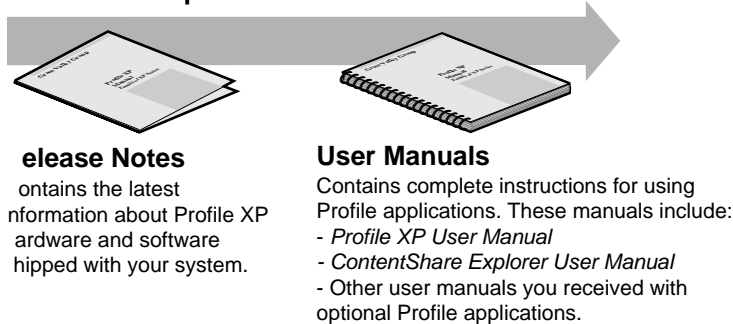 elease Notes
ontains the latest
nformation about Profile XP
ardware and software
hipped with your system.
User Manuals
Contains complete instructions for using
Profile applications. These manuals include:
- Profile XP User Manual
- ContentShare Explorer User Manual
- Other user manuals you received with
optional Profile applications.